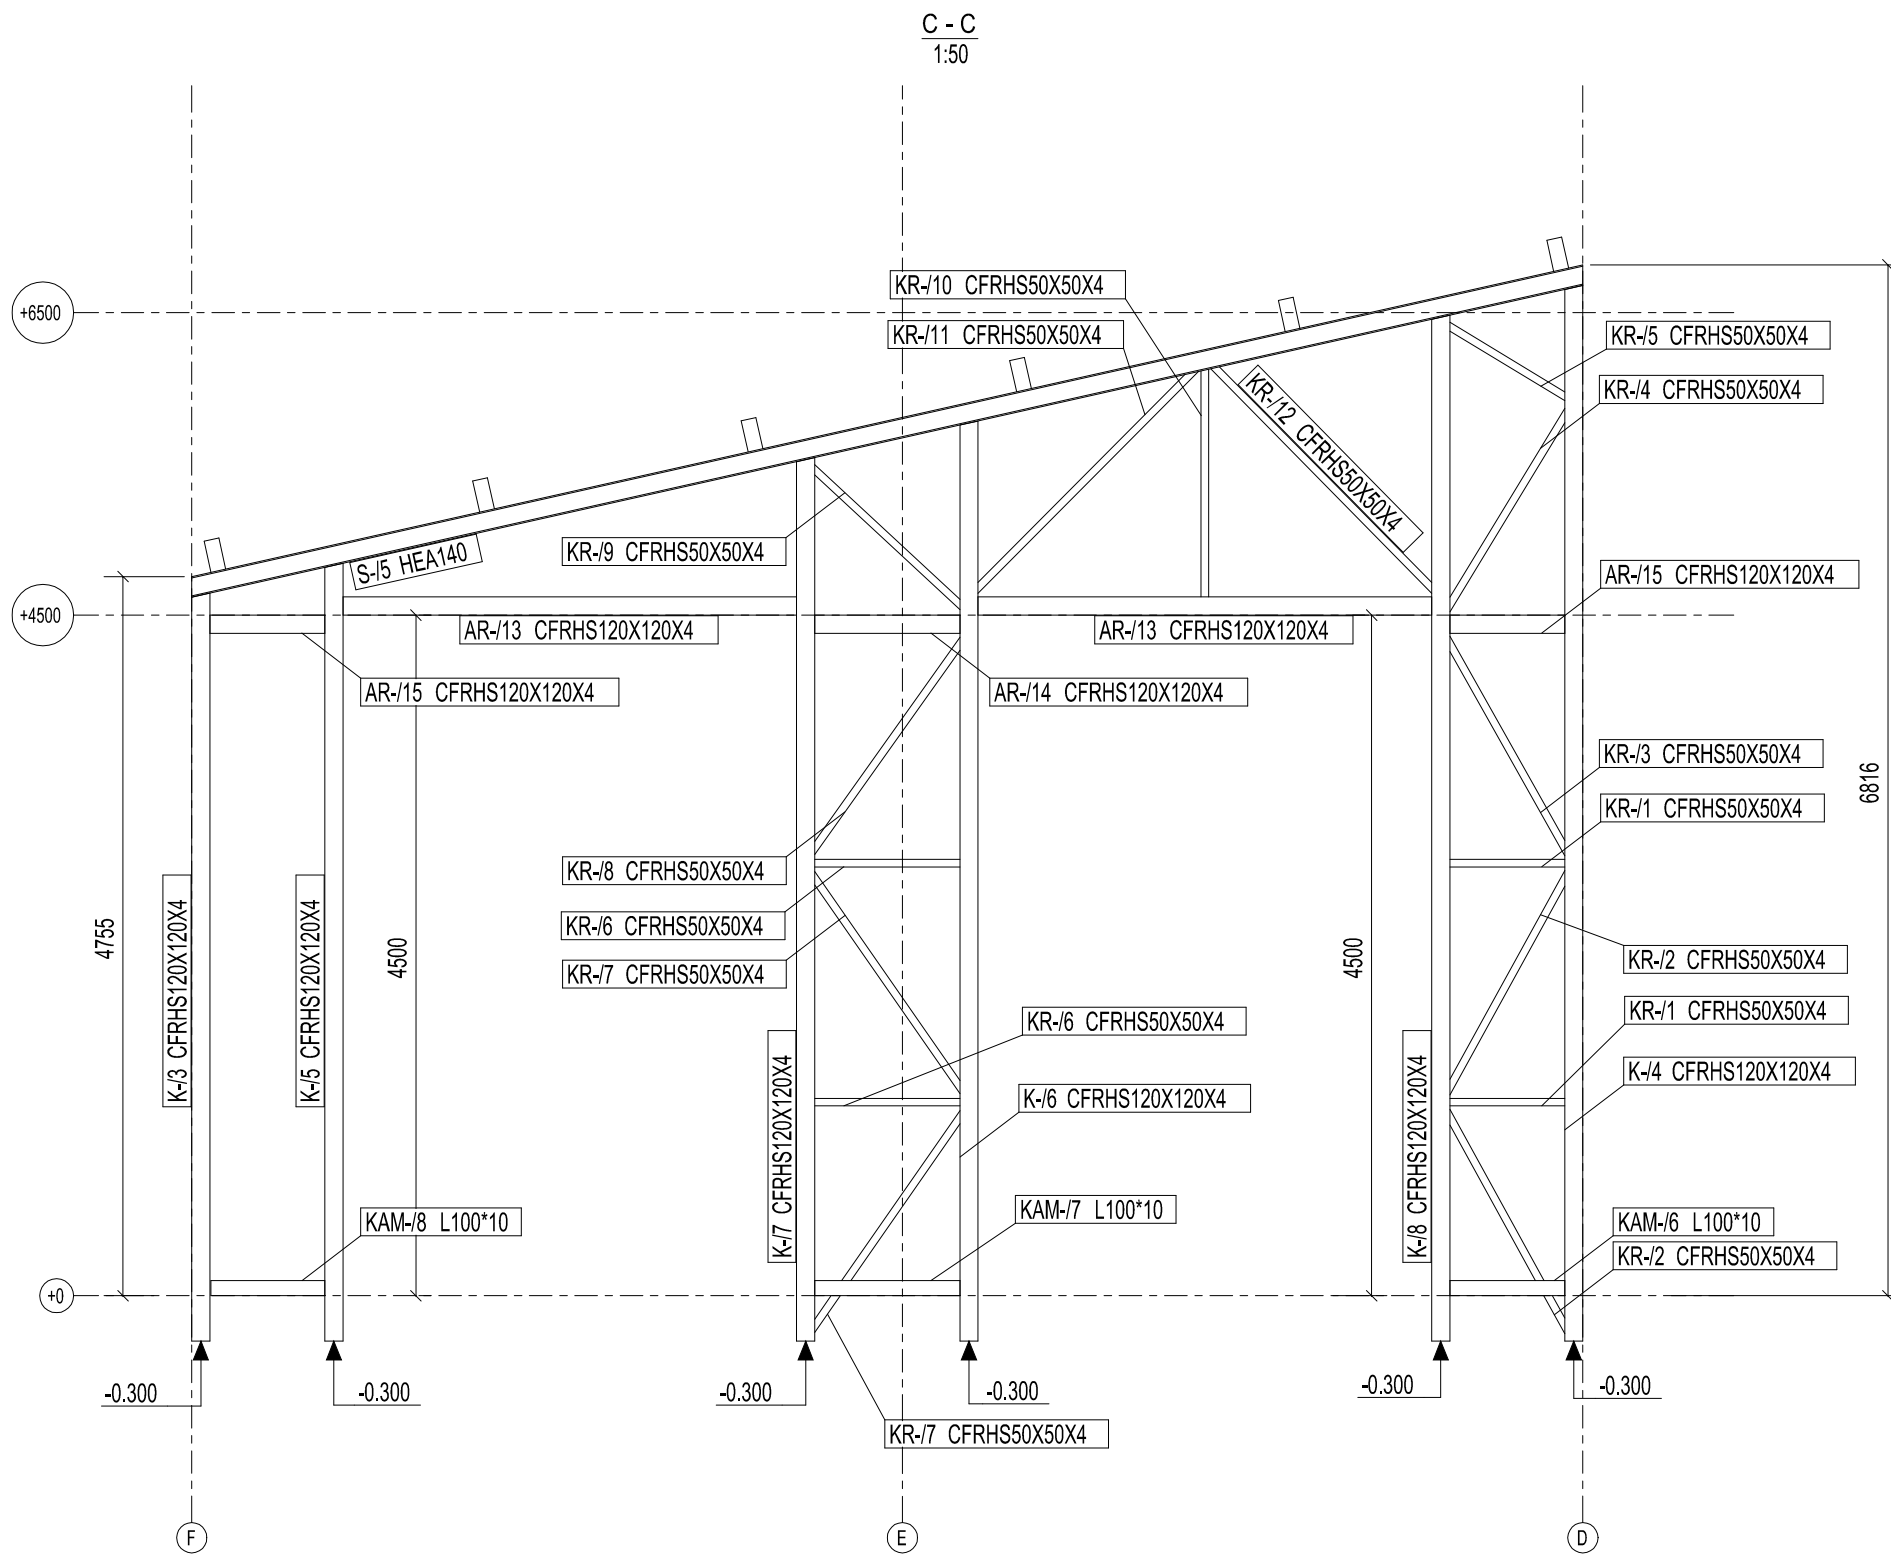 C - C
1:50
+6500
KR-/10 CFRHS50X50X4
KR-/11 CFRHS50X50X4
KR-/5 CFRHS50X50X4
KR-/4 CFRHS50X50X4
KR-/12 CFRHS50X50X4
KR-/9 CFRHS50X50X4
S-/5 HEA140
AR-/15 CFRHS120X120X4
+4500
AR-/13 CFRHS120X120X4
AR-/13 CFRHS120X120X4
AR-/15 CFRHS120X120X4
AR-/14 CFRHS120X120X4
KR-/3 CFRHS50X50X4
6816
KR-/1 CFRHS50X50X4
KR-/8 CFRHS50X50X4
KR-/6 CFRHS50X50X4
KR-/7 CFRHS50X50X4
4755
K-/3 CFRHS120X120X4
K-/5 CFRHS120X120X4
4500
4500
KR-/2 CFRHS50X50X4
KR-/1 CFRHS50X50X4
KR-/6 CFRHS50X50X4
K-/4 CFRHS120X120X4
K-/6 CFRHS120X120X4
K-/7 CFRHS120X120X4
K-/8 CFRHS120X120X4
KAM-/8 L100*10
KAM-/7 L100*10
KAM-/6 L100*10
KR-/2 CFRHS50X50X4
+0
-0.300
-0.300
-0.300
-0.300
-0.300
-0.300
KR-/7 CFRHS50X50X4
F
E
D